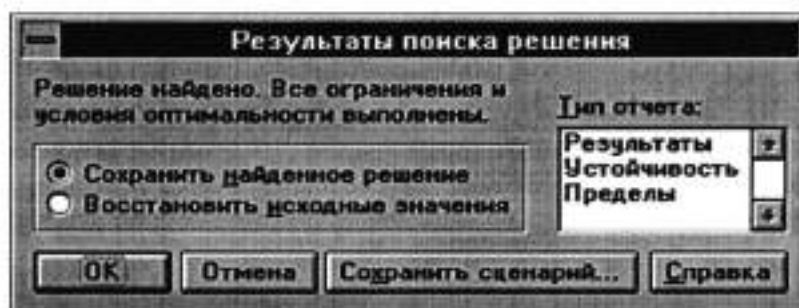 Результаты поиска решения
Решение найдено. Все ограничения и
условия оптимальности выполнены.
Тип отчета:
Результаты
Устойчивость
Пределы
Сохранить найденное решение
Восстановить исходные значения
OK
Отмена
Сохранить сценарий...
Справка